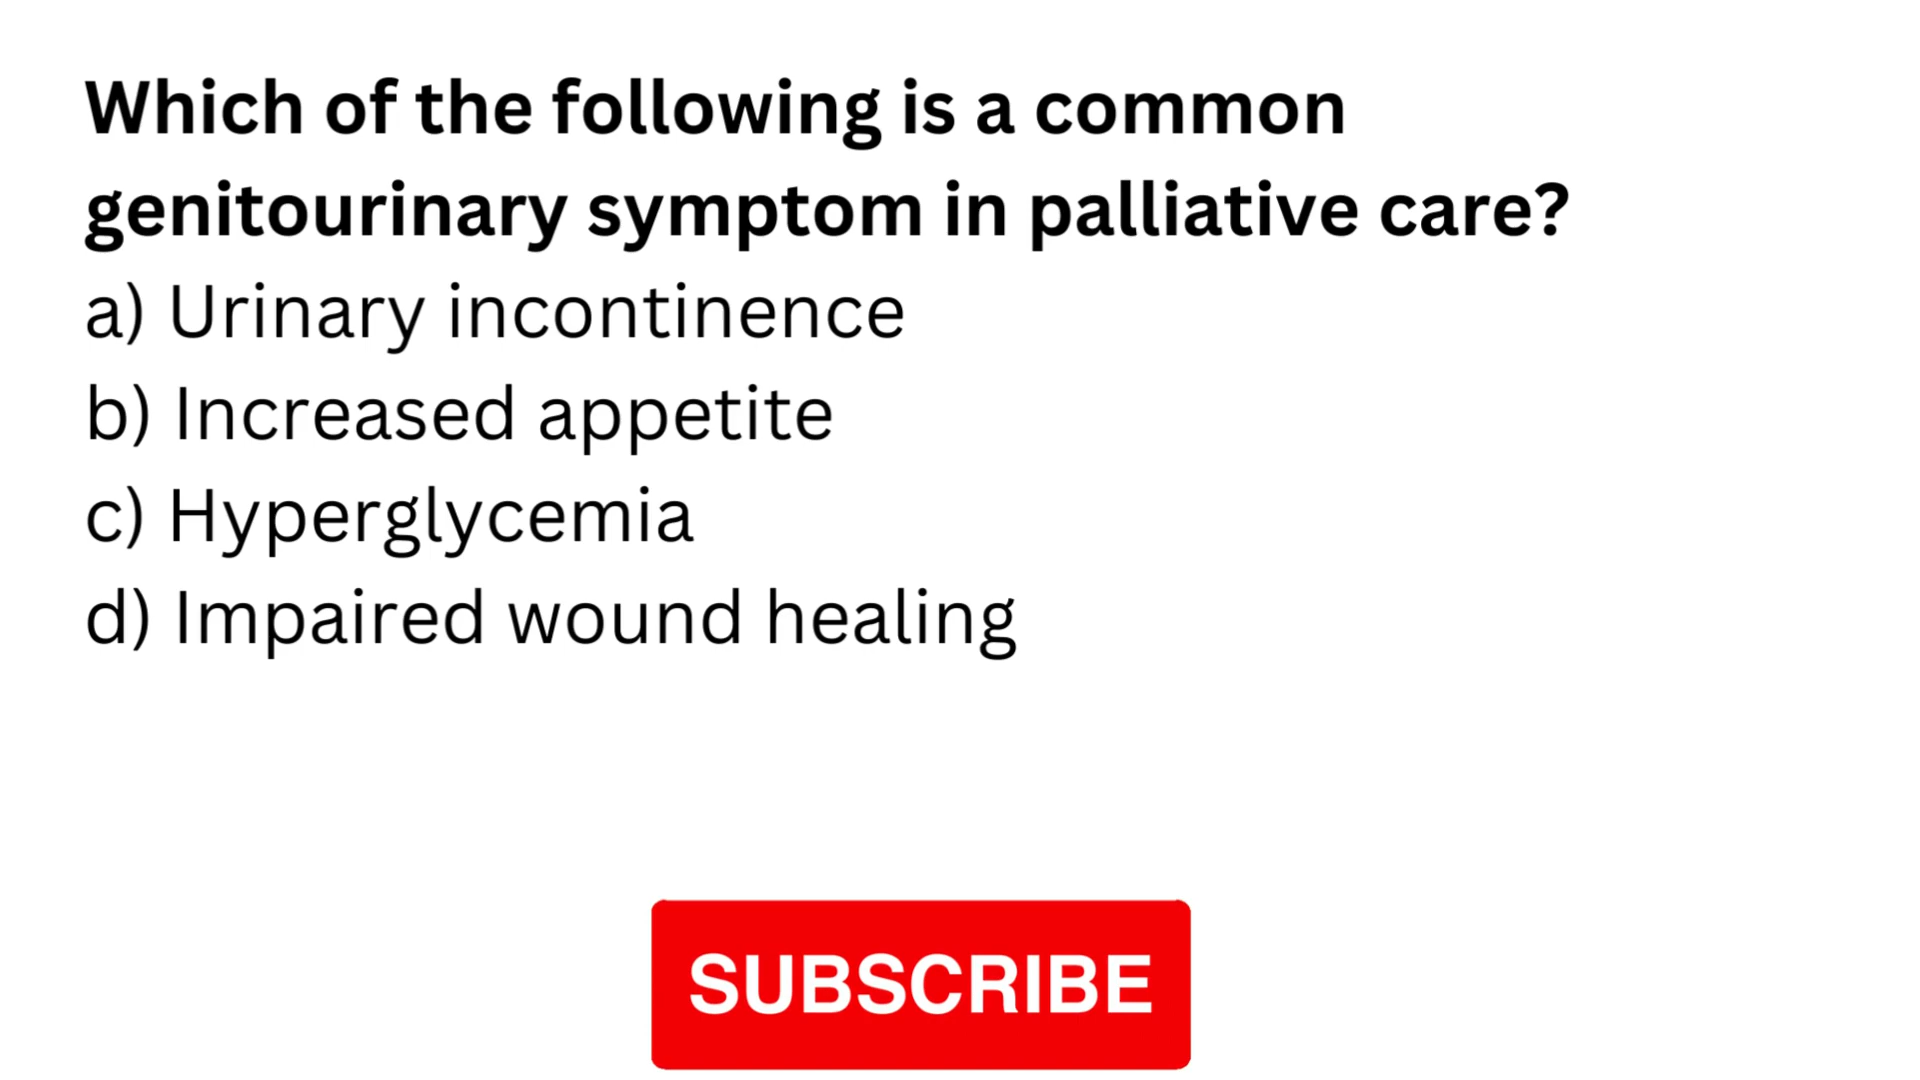 Which of the following is a common
genitourinary symptom in palliative care?
a) Urinary incontinence
b) Increased appetite
c) Hyperglycemia
d) Impaired wound healing
SUBSCRIBE